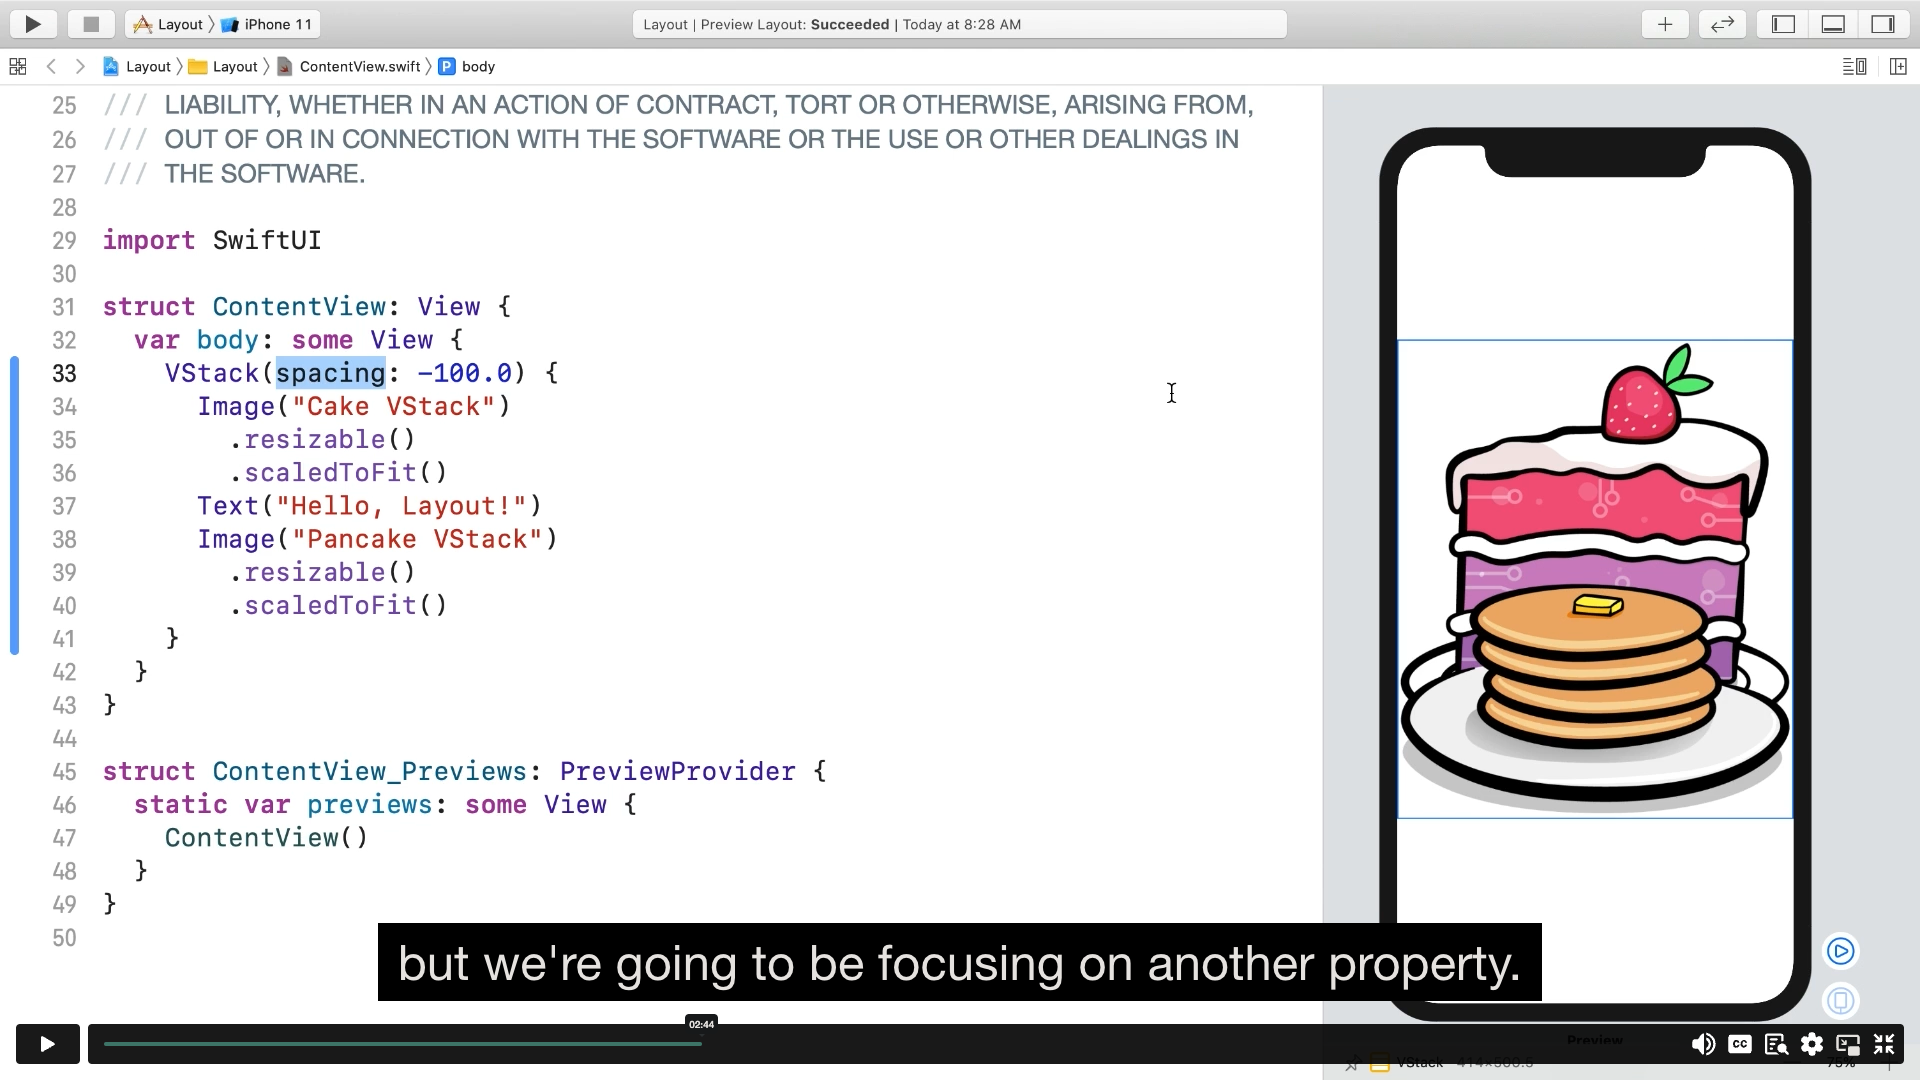 Layout
iPhone 11
Layout | Preview Layout: Succeeded | Today at 8:28 AM
Layout
Layout
ContentView.swift
P
body
25 /// LIABILITY, WHETHER IN AN ACTION OF CONTRACT, TORT OR OTHERWISE, ARISING FROM,
26 /// OUT OF OR IN CONNECTION WITH THE SOFTWARE OR THE USE OR OTHER DEALINGS IN
27 /// THE SOFTWARE.
28
29 import SwiftUI
30
31 struct ContentView: View {
32 var body: some View {
33 VStack(spacing: -100.0) {
34 Image("Cake VStack")
35 .resizable()
36 .scaledToFit()
37 Text("Hello, Layout!")
38 Image("Pancake VStack")
39 .resizable()
40 .scaledToFit()
41 }
42 }
43 }
44
45 struct ContentView_Previews: PreviewProvider {
46 static var previews: some View {
47 ContentView()
48 }
49 }
50
but we're going to be focusing on another property.
02:44
CC
Preview
VStack 414×500.5
75%